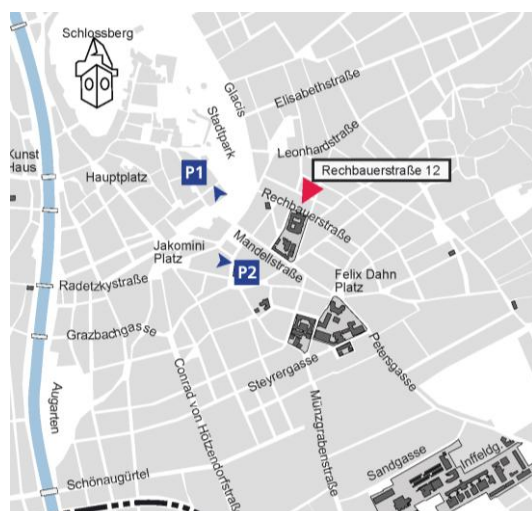 Schlossberg
Glacis
Elisabethstraße
Stadtpark
Leonhardstraße
Kunst
Haus
Hauptplatz
P1
Rechbauerstraße 12
Rechbauerstraße
Jakomini
Platz
Mandellstraße
P2
Felix Dahn
Platz
Radetzkystraße
Grazbachgasse
Steyrergasse
Petersgasse
Augarten
Conrad von Hötzendorfstraße
Münzgrabenstraße
Sandgasse
Inffeldg.
Schönaugürtel